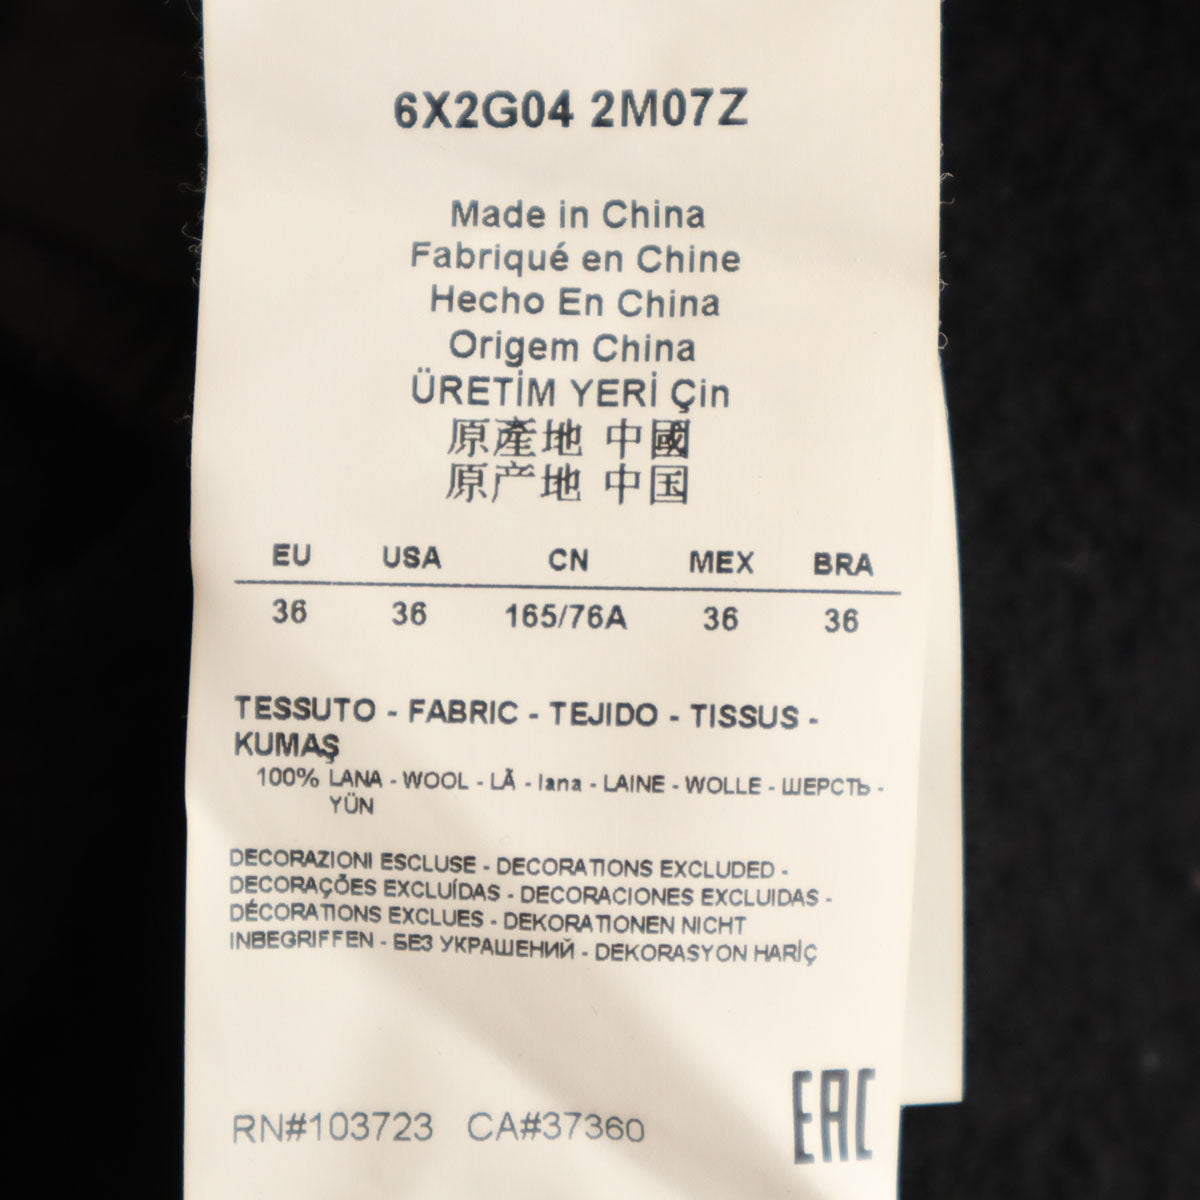 6X2G04 2M07Z
Made in China
Fabriqué en Chine
Hecho En China
Origem China
ÜRETİM YERİ Çin
原產地 中國
原产地 中国
EU USA CN MEX BRA
36 36 165/76A 36 36
TESSUTO - FABRIC - TEJIDO - TISSUS -
KUMAŞ
100% LANA - WOOL - LÃ - lana - LAINE - WOLLE - ШЕРСТЬ -
YÜN
DECORAZIONI ESCLUSE - DECORATIONS EXCLUDED -
DECORAÇÕES EXCLUÍDAS - DECORACIONES EXCLUIDAS -
DÉCORATIONS EXCLUES - DEKORATIONEN NICHT
INBEGRIFFEN - БЕЗ УКРАШЕНИЙ - DEKORASYON HARİÇ
RN#103723 CA#37360
EAC